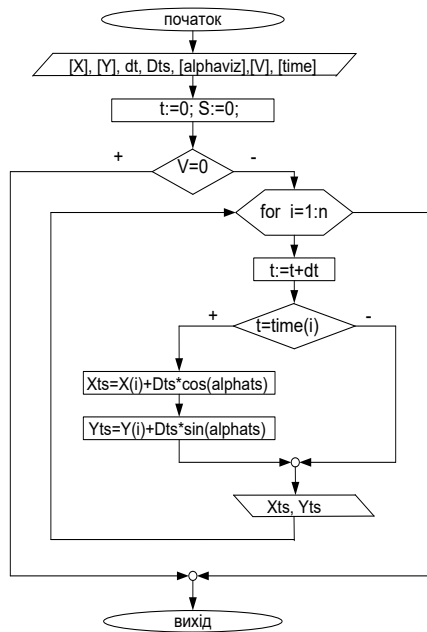 початок
[X], [Y], dt, Dts, [alphaviz],[V], [time]
t:=0; S:=0;
+
V=0
-
for i=1:n
t:=t+dt
+
t=time(i)
-
Xts=X(i)+Dts*cos(alphats)
Yts=Y(i)+Dts*sin(alphats)
Xts, Yts
вихід